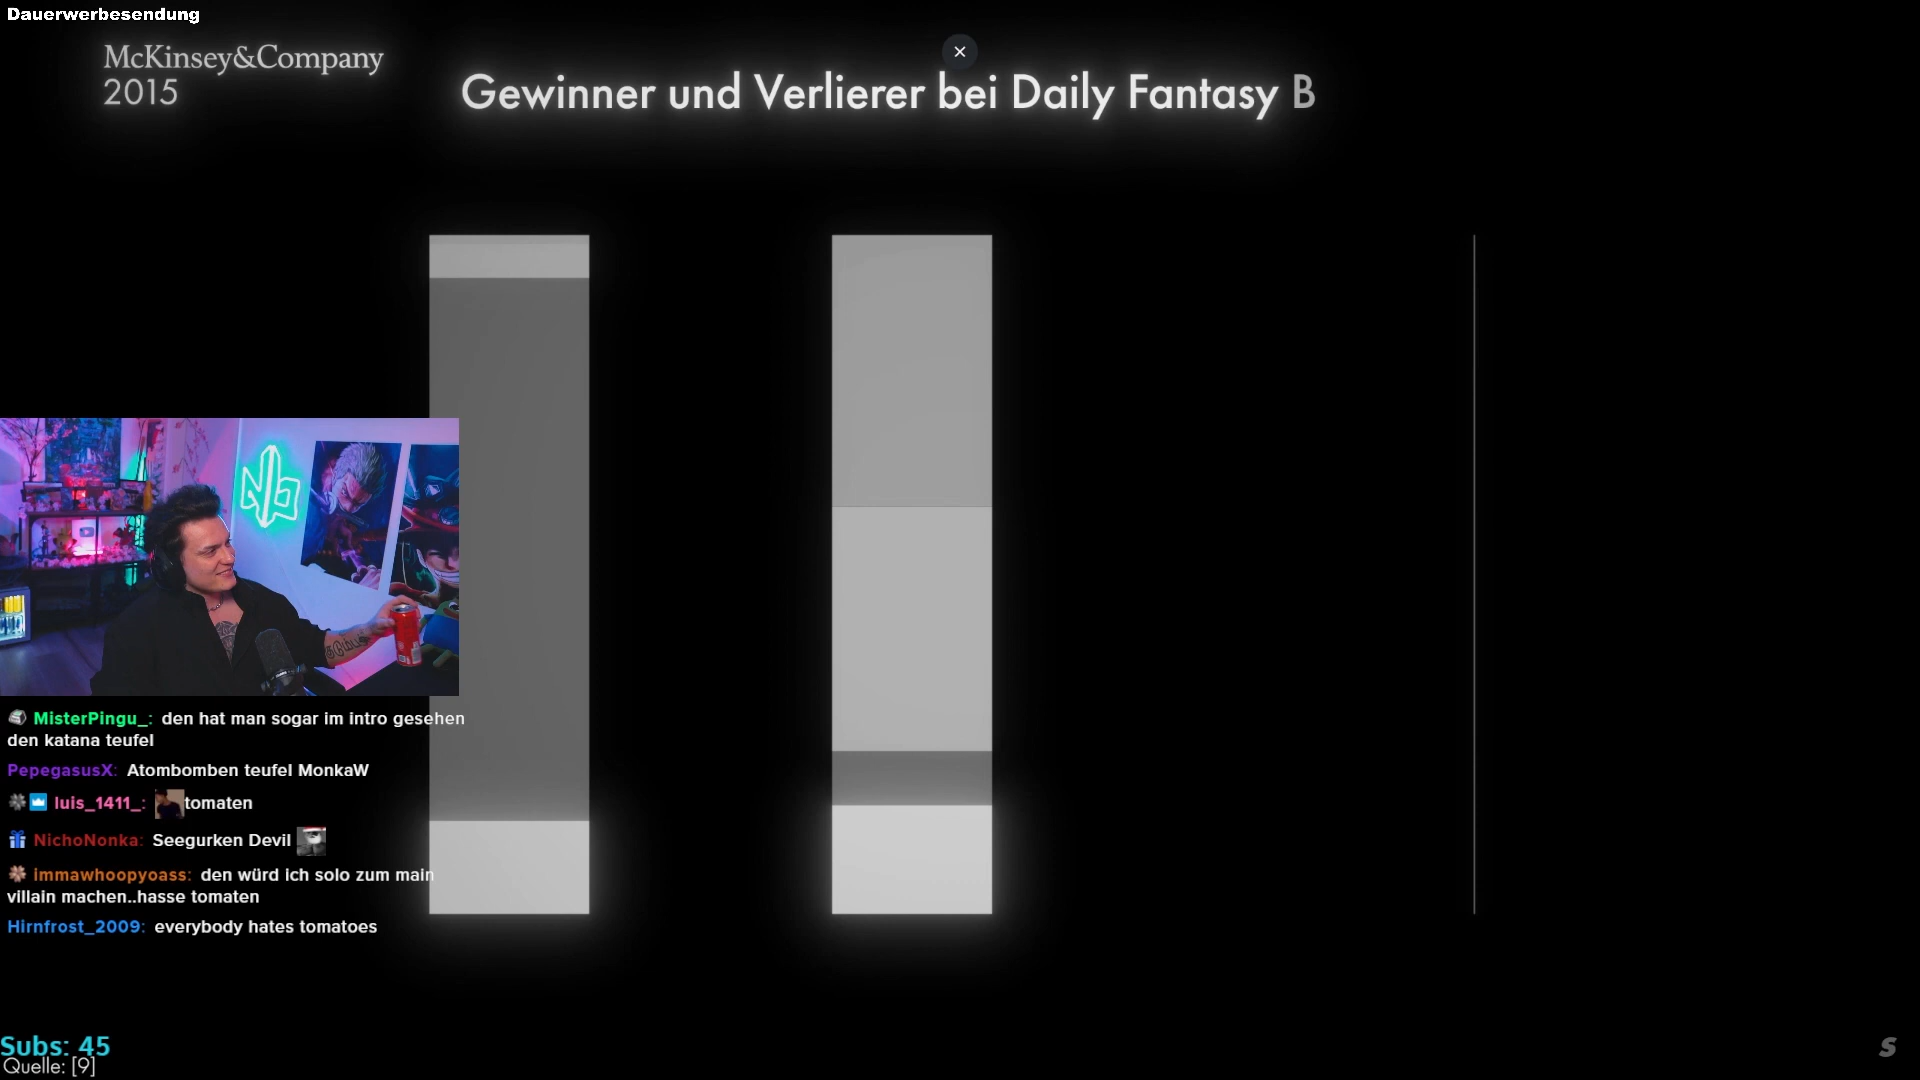 Dauerwerbesendung
McKinsey&Company
2015
Gewinner und Verlierer bei Daily Fantasy B
MisterPingu_: den hat man sogar im intro gesehen
den katana teufel
PepegasusX: Atombomben teufel MonkaW
luis_1411_: tomaten
NichoNonka: Seegurken Devil
immawhoopyoass: den würd ich solo zum main
villain machen..hasse tomaten
Hirnfrost_2009: everybody hates tomatoes
Subs: 45
Quelle: [9]
S